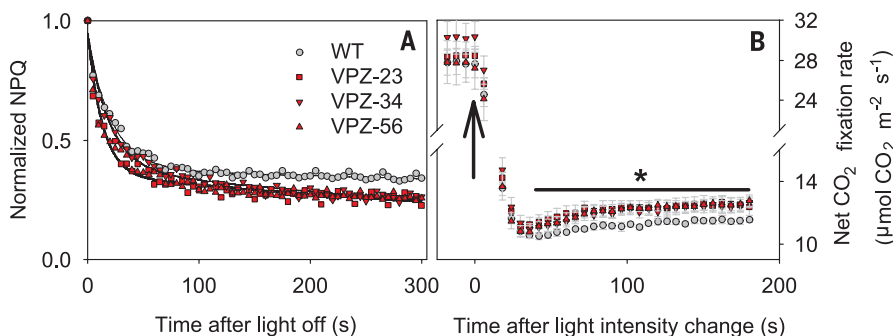 A
B
WT
VPZ-23
VPZ-34
VPZ-56
Normalized NPQ
1.0
0.5
0.0
0
100
200
300
Time after light off (s)
*
0
100
200
Time after light intensity change (s)
32
28
24
14
12
10
Net CO2 fixation rate
(µmol CO2 m-2 s-1)